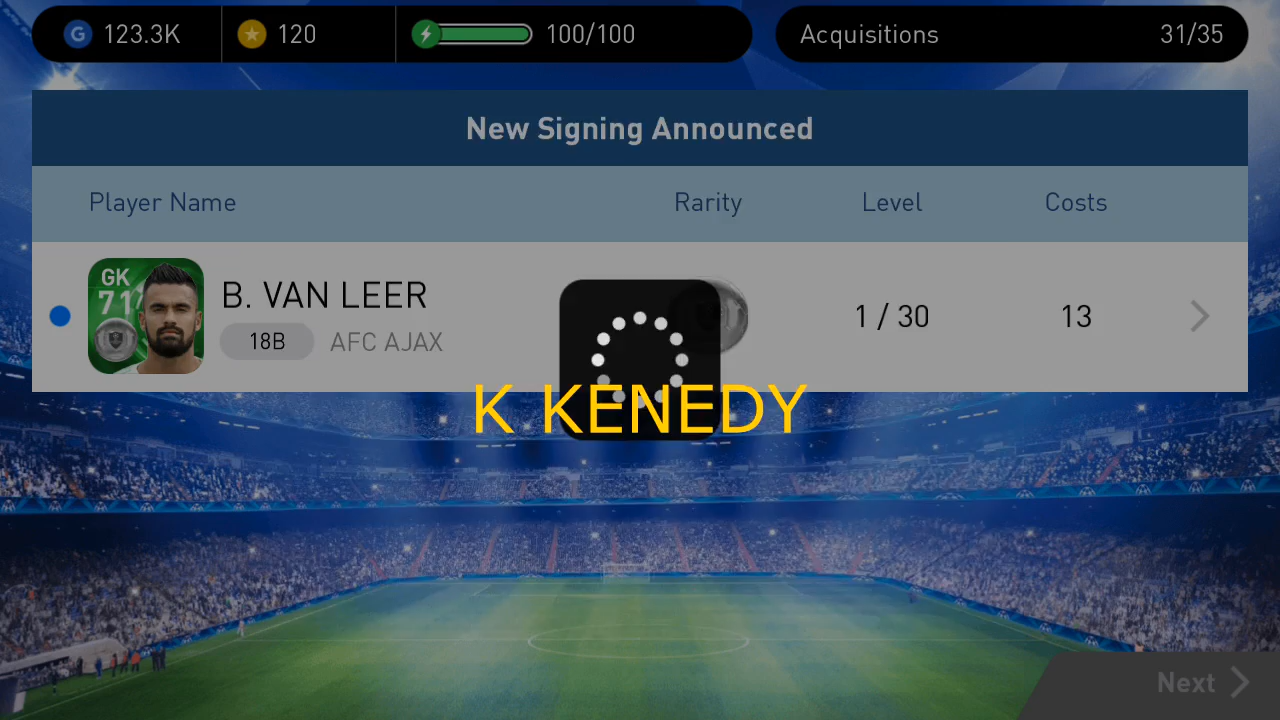 G 123.3K 120 100/100 Acquisitions 31/35
New Signing Announced
Player Name Rarity Level Costs
GK
71
B. VAN LEER
18B AFC AJAX
1 / 30 13
K KENEDY
Next